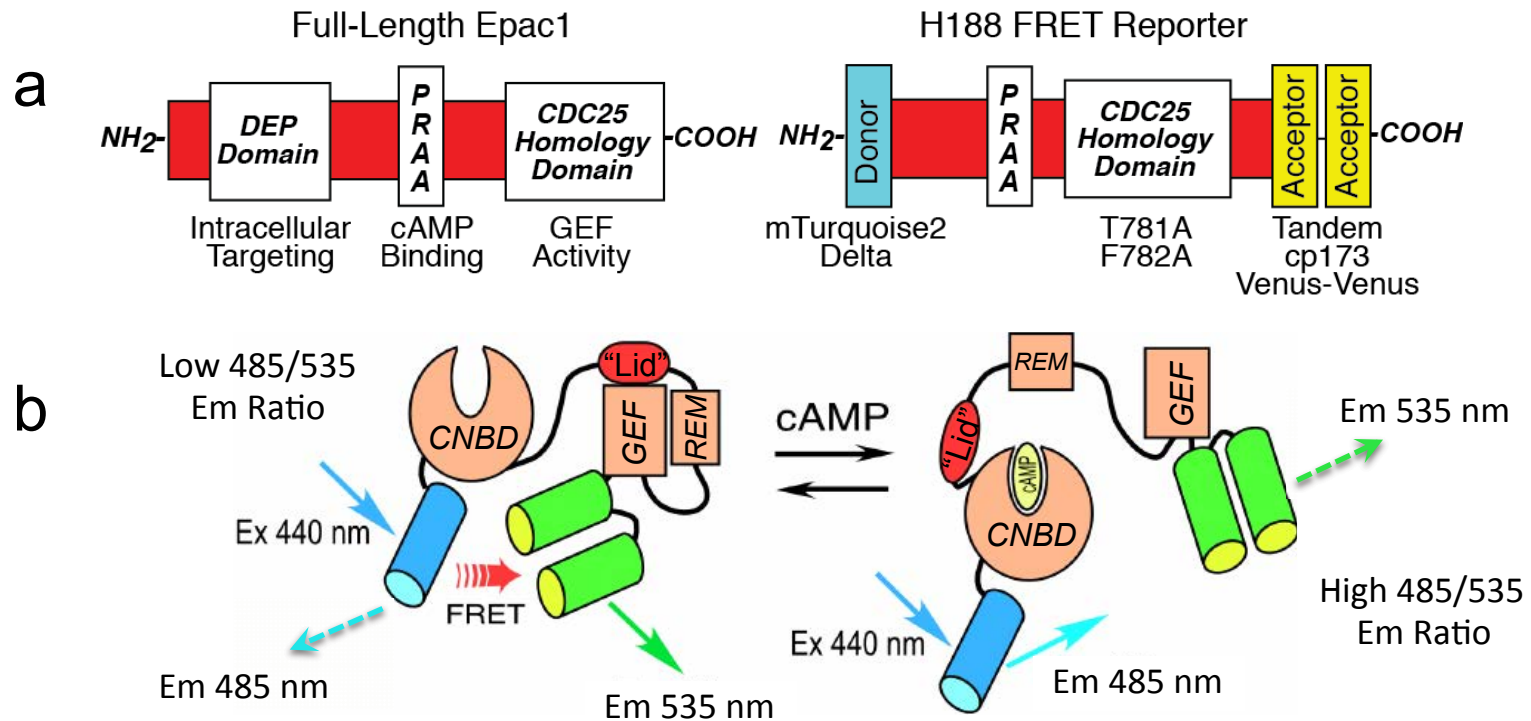 a
Full-Length Epac1
NH2-
DEP
Domain
P
R
A
A
CDC25
Homology
Domain
-COOH
Intracellular
Targeting
cAMP
Binding
GEF
Activity
H188 FRET Reporter
NH2-
Donor
P
R
A
A
CDC25
Homology
Domain
Acceptor
Acceptor
-COOH
mTurquoise2
Delta
T781A
F782A
Tandem
cp173
Venus-Venus
b
Low 485/535
Em Ratio
CNBD
"Lid"
GEF
REM
Ex 440 nm
FRET
Em 485 nm
Em 535 nm
cAMP
REM
GEF
"Lid"
cAMP
CNBD
Em 535 nm
Ex 440 nm
Em 485 nm
High 485/535
Em Ratio